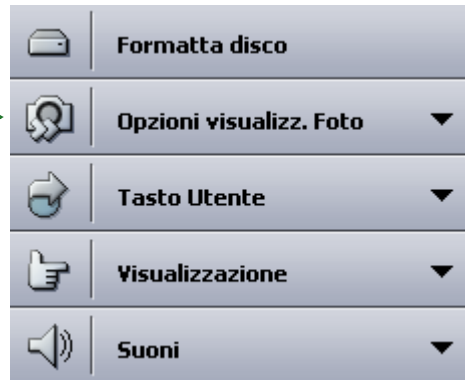 Formatta disco
Opzioni visualizz. Foto
Tasto Utente
Visualizzazione
Suoni